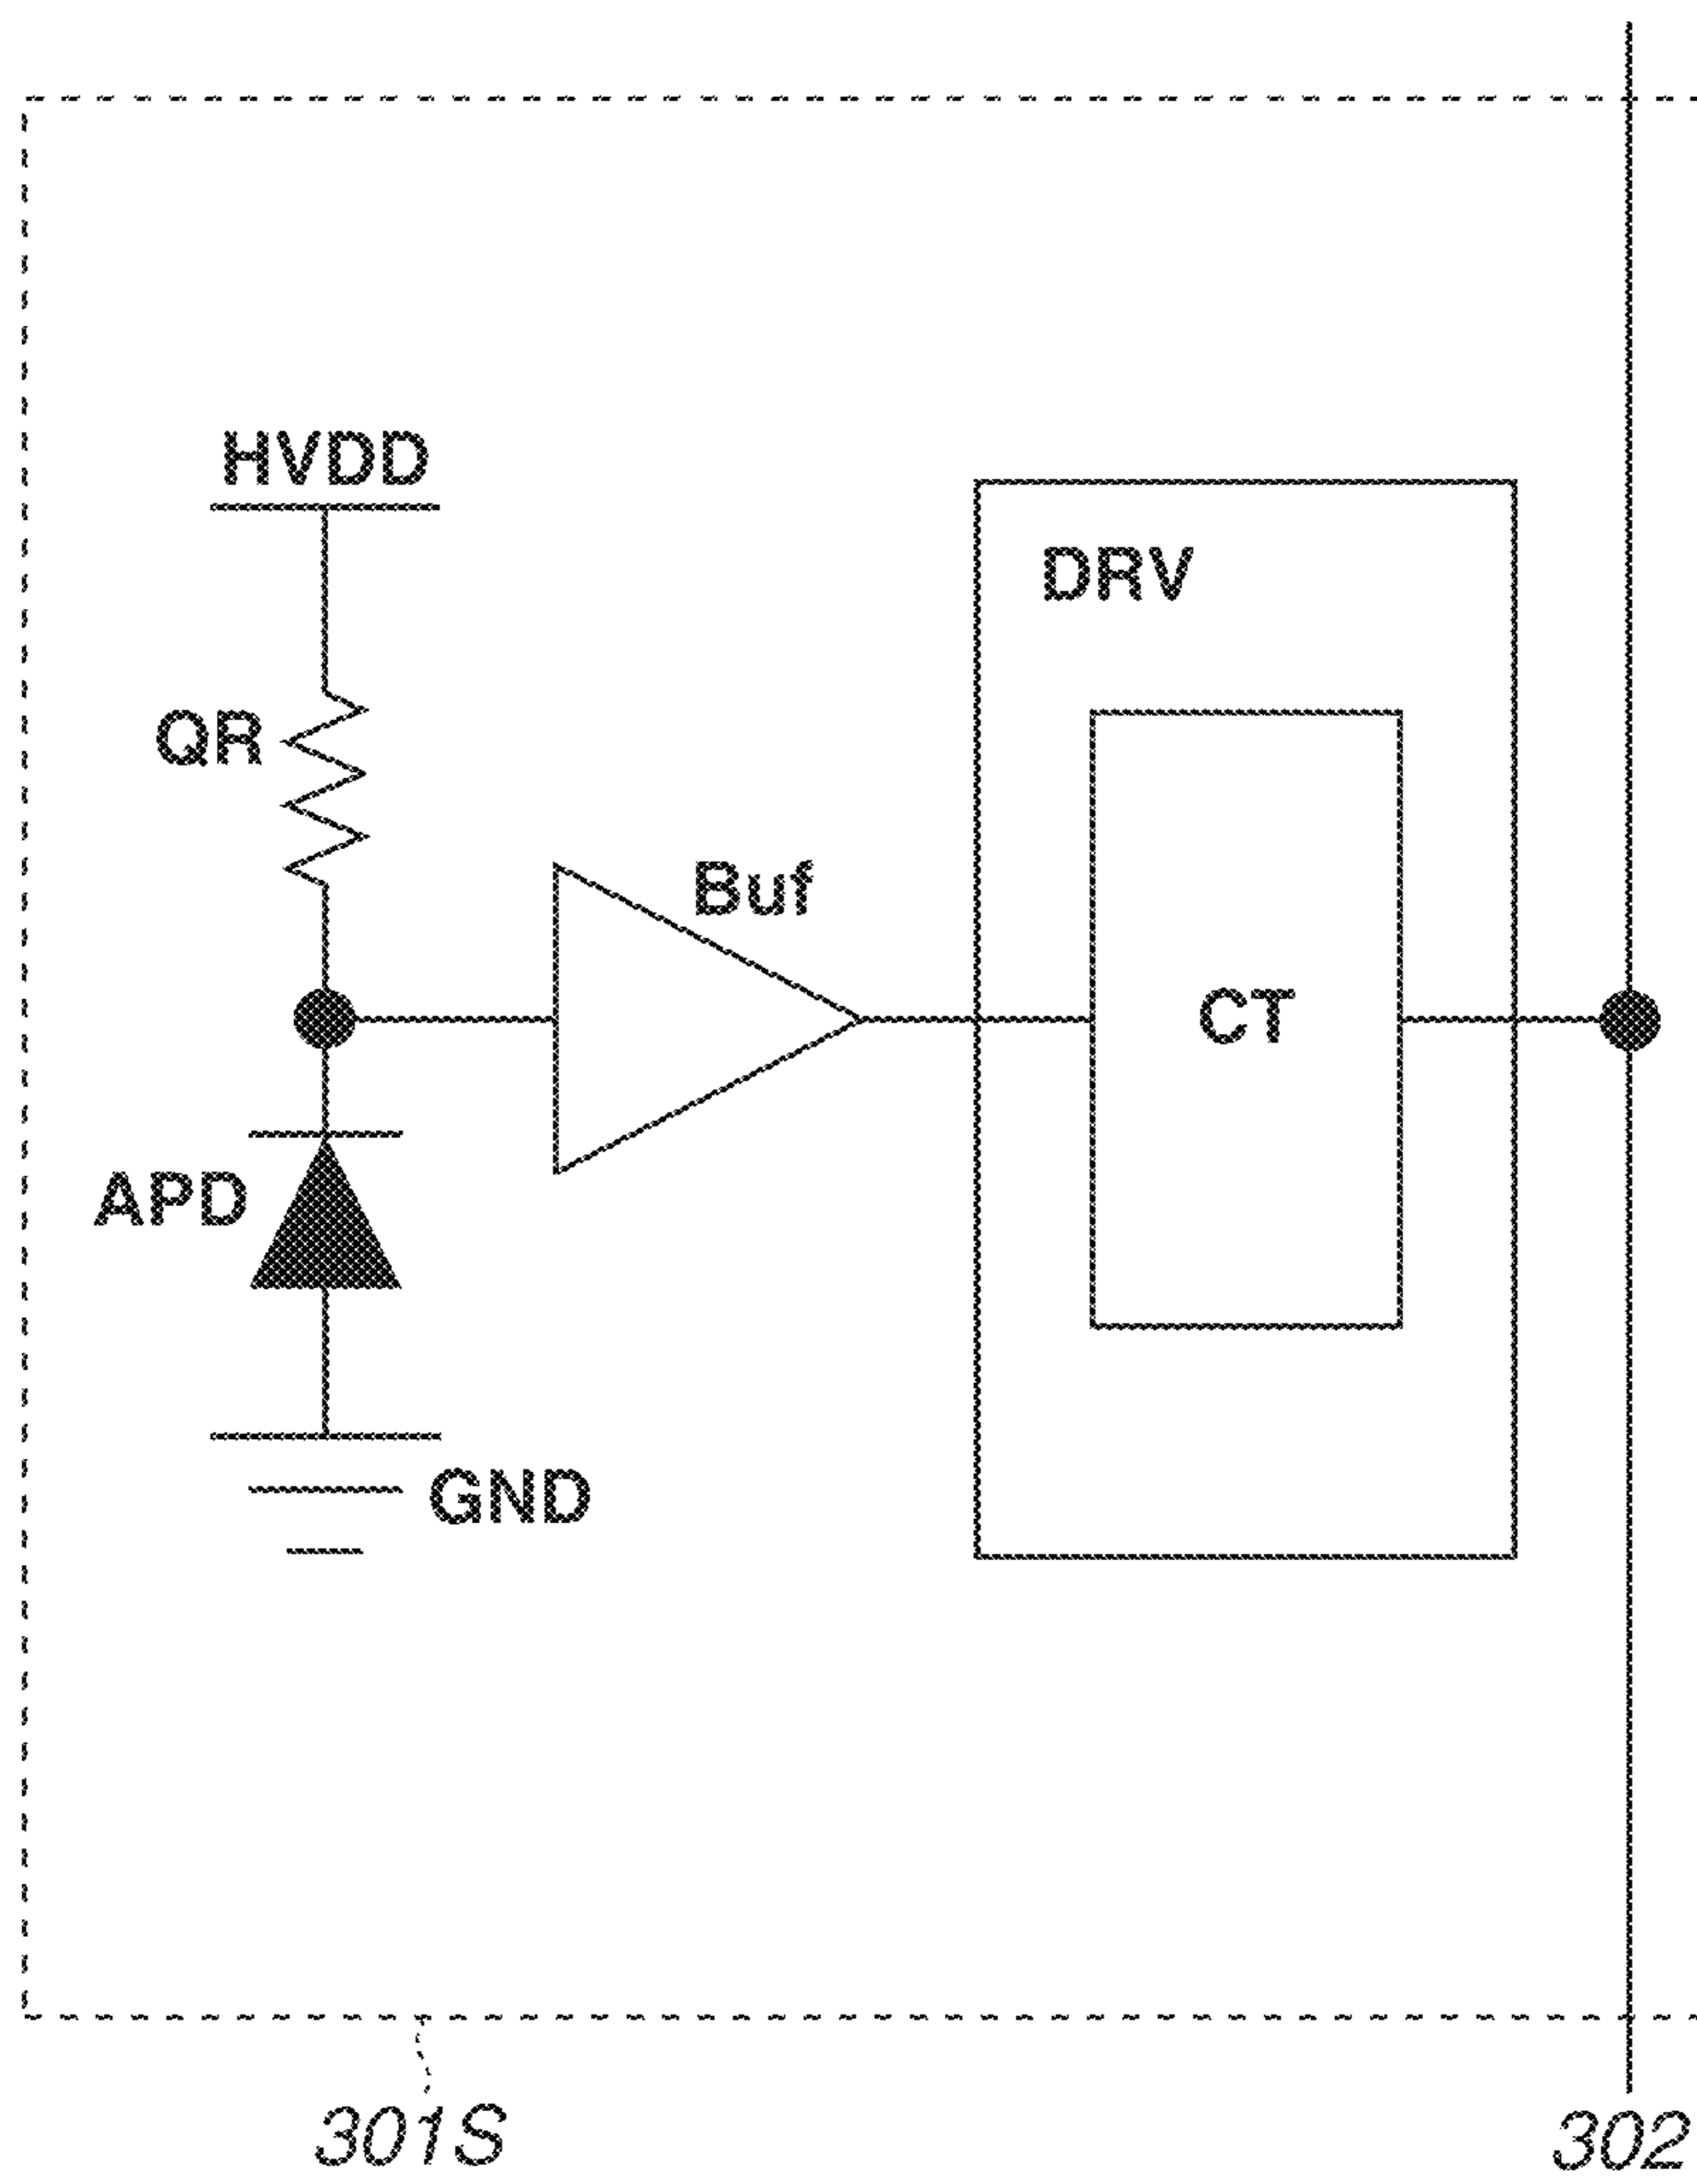 HVDD
DRV
QR
Buf
CT
APD
GND
301S
302